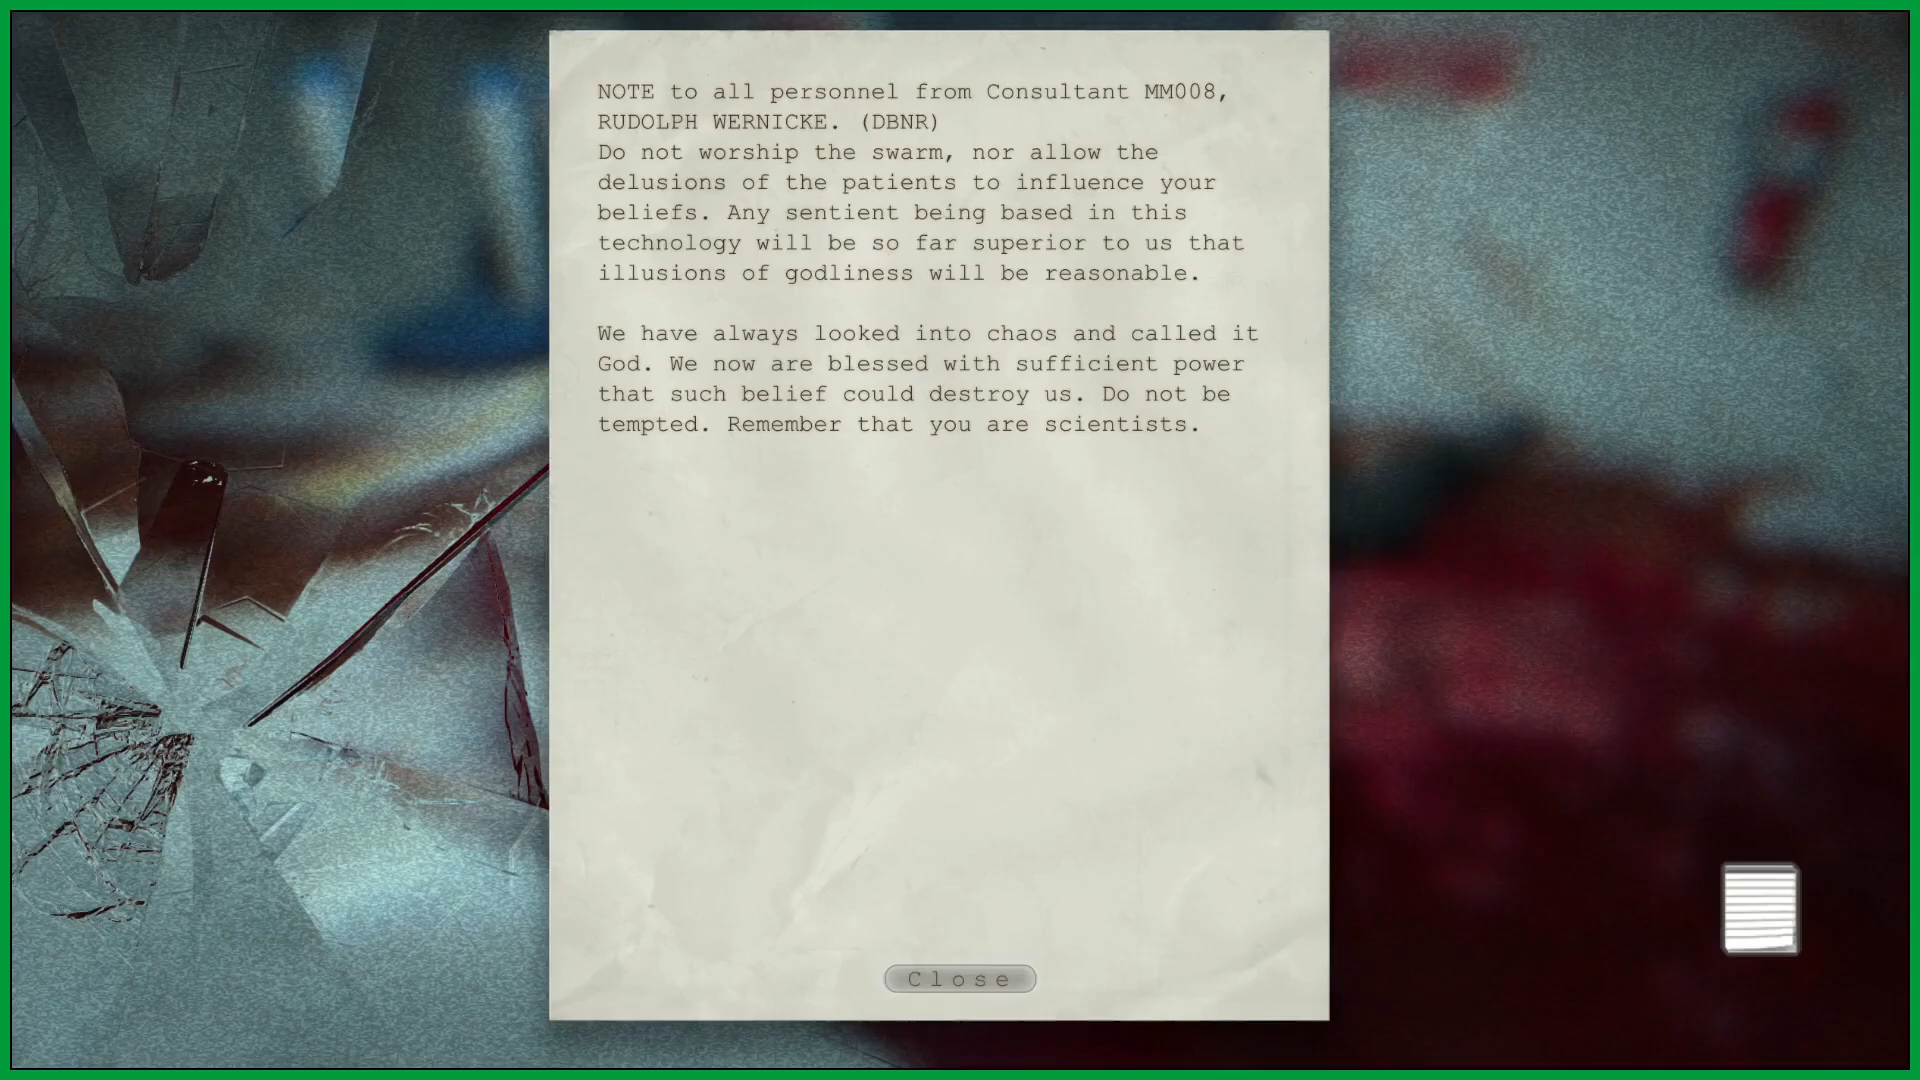 NOTE to all personnel from Consultant MM008,
RUDOLPH WERNICKE. (DBNR)
Do not worship the swarm, nor allow the
delusions of the patients to influence your
beliefs. Any sentient being based in this
technology will be so far superior to us that
illusions of godliness will be reasonable.
We have always looked into chaos and called it
God. We now are blessed with sufficient power
that such belief could destroy us. Do not be
tempted. Remember that you are scientists.
Close